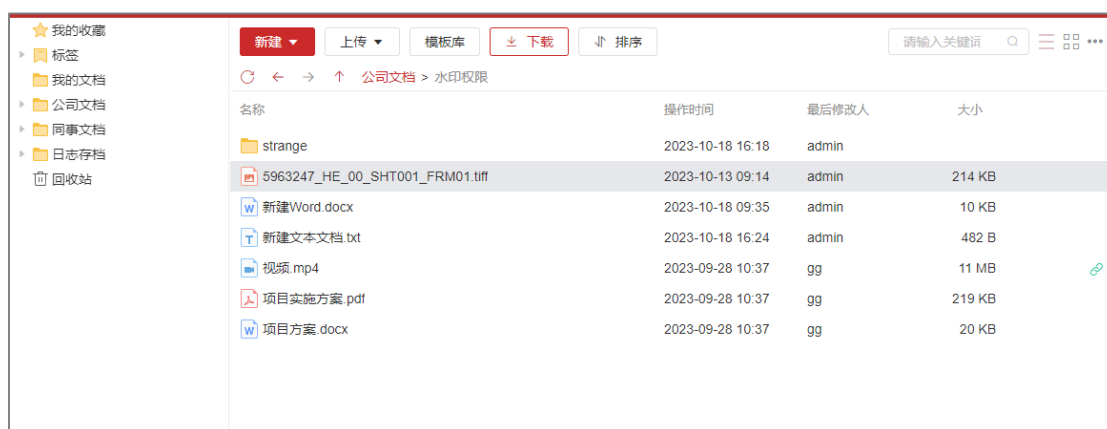 我的收藏
标签
我的文档
公司文档
同事文档
日志存档
回收站
新建 上传 模板库 下载 排序 请输入关键词
公司文档 > 水印权限
名称 操作时间 最后修改人 大小
strange 2023-10-18 16:18 admin
5963247_HE_00_SHT001_FRM01.tiff 2023-10-13 09:14 admin 214 KB
新建Word.docx 2023-10-18 09:35 admin 10 KB
新建文本文档.txt 2023-10-18 16:24 admin 482 B
视频.mp4 2023-09-28 10:37 gg 11 MB
项目实施方案.pdf 2023-09-28 10:37 gg 219 KB
项目方案.docx 2023-09-28 10:37 gg 20 KB